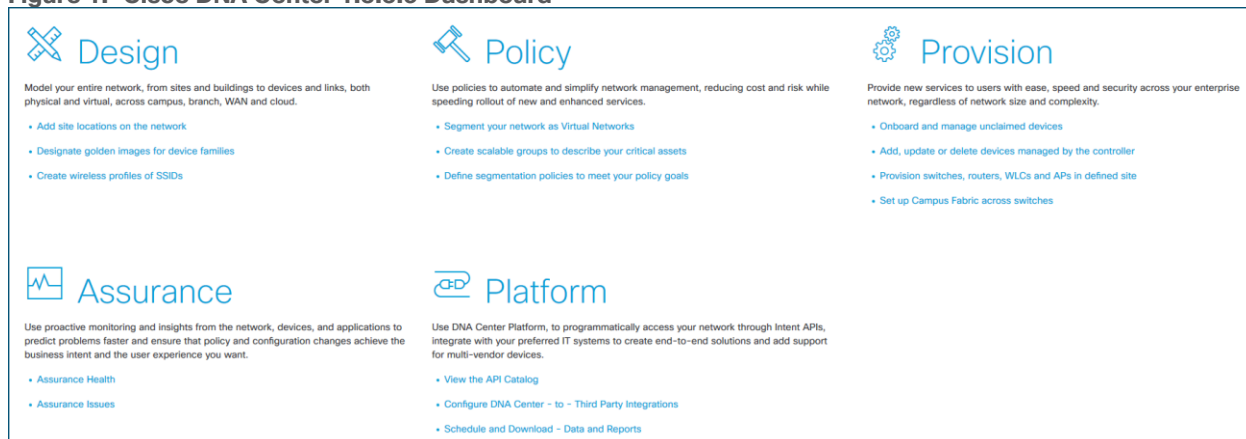 Design
Model your entire network, from sites and buildings to devices and links, both
physical and virtual, across campus, branch, WAN and cloud.
• Add site locations on the network
• Designate golden images for device families
• Create wireless profiles of SSIDs
Policy
Use policies to automate and simplify network management, reducing cost and risk while
speeding rollout of new and enhanced services.
• Segment your network as Virtual Networks
• Create scalable groups to describe your critical assets
• Define segmentation policies to meet your policy goals
Provision
Provide new services to users with ease, speed and security across your enterprise
network, regardless of network size and complexity.
• Onboard and manage unclaimed devices
• Add, update or delete devices managed by the controller
• Provision switches, routers, WLCs and APs in defined site
• Set up Campus Fabric across switches
Assurance
Use proactive monitoring and insights from the network, devices, and applications to
predict problems faster and ensure that policy and configuration changes achieve the
business intent and the user experience you want.
• Assurance Health
• Assurance Issues
Platform
Use DNA Center Platform, to programmatically access your network through Intent APIs,
integrate with your preferred IT systems to create end-to-end solutions and add support
for multi-vendor devices.
• View the API Catalog
• Configure DNA Center - to - Third Party Integrations
• Schedule and Download - Data and Reports